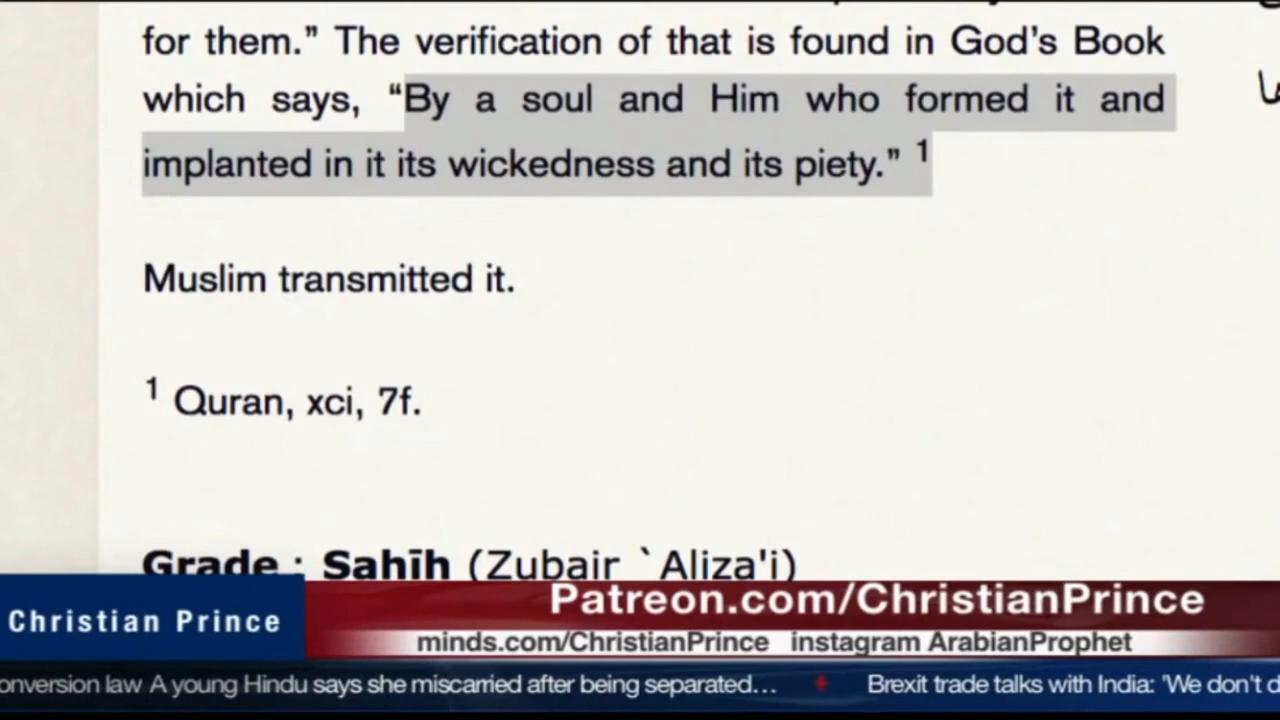 for them.” The verification of that is found in God’s Book
which says, “By a soul and Him who formed it and
implanted in it its wickedness and its piety.” 1
Muslim transmitted it.
1 Quran, xci, 7f.
Grade : Sahīh (Zubair `Aliza'i)
Christian Prince
Patreon.com/ChristianPrince
minds.com/ChristianPrince instagram ArabianProphet
onversion law A young Hindu says she miscarried after being separated... Brexit trade talks with India: 'We don't d